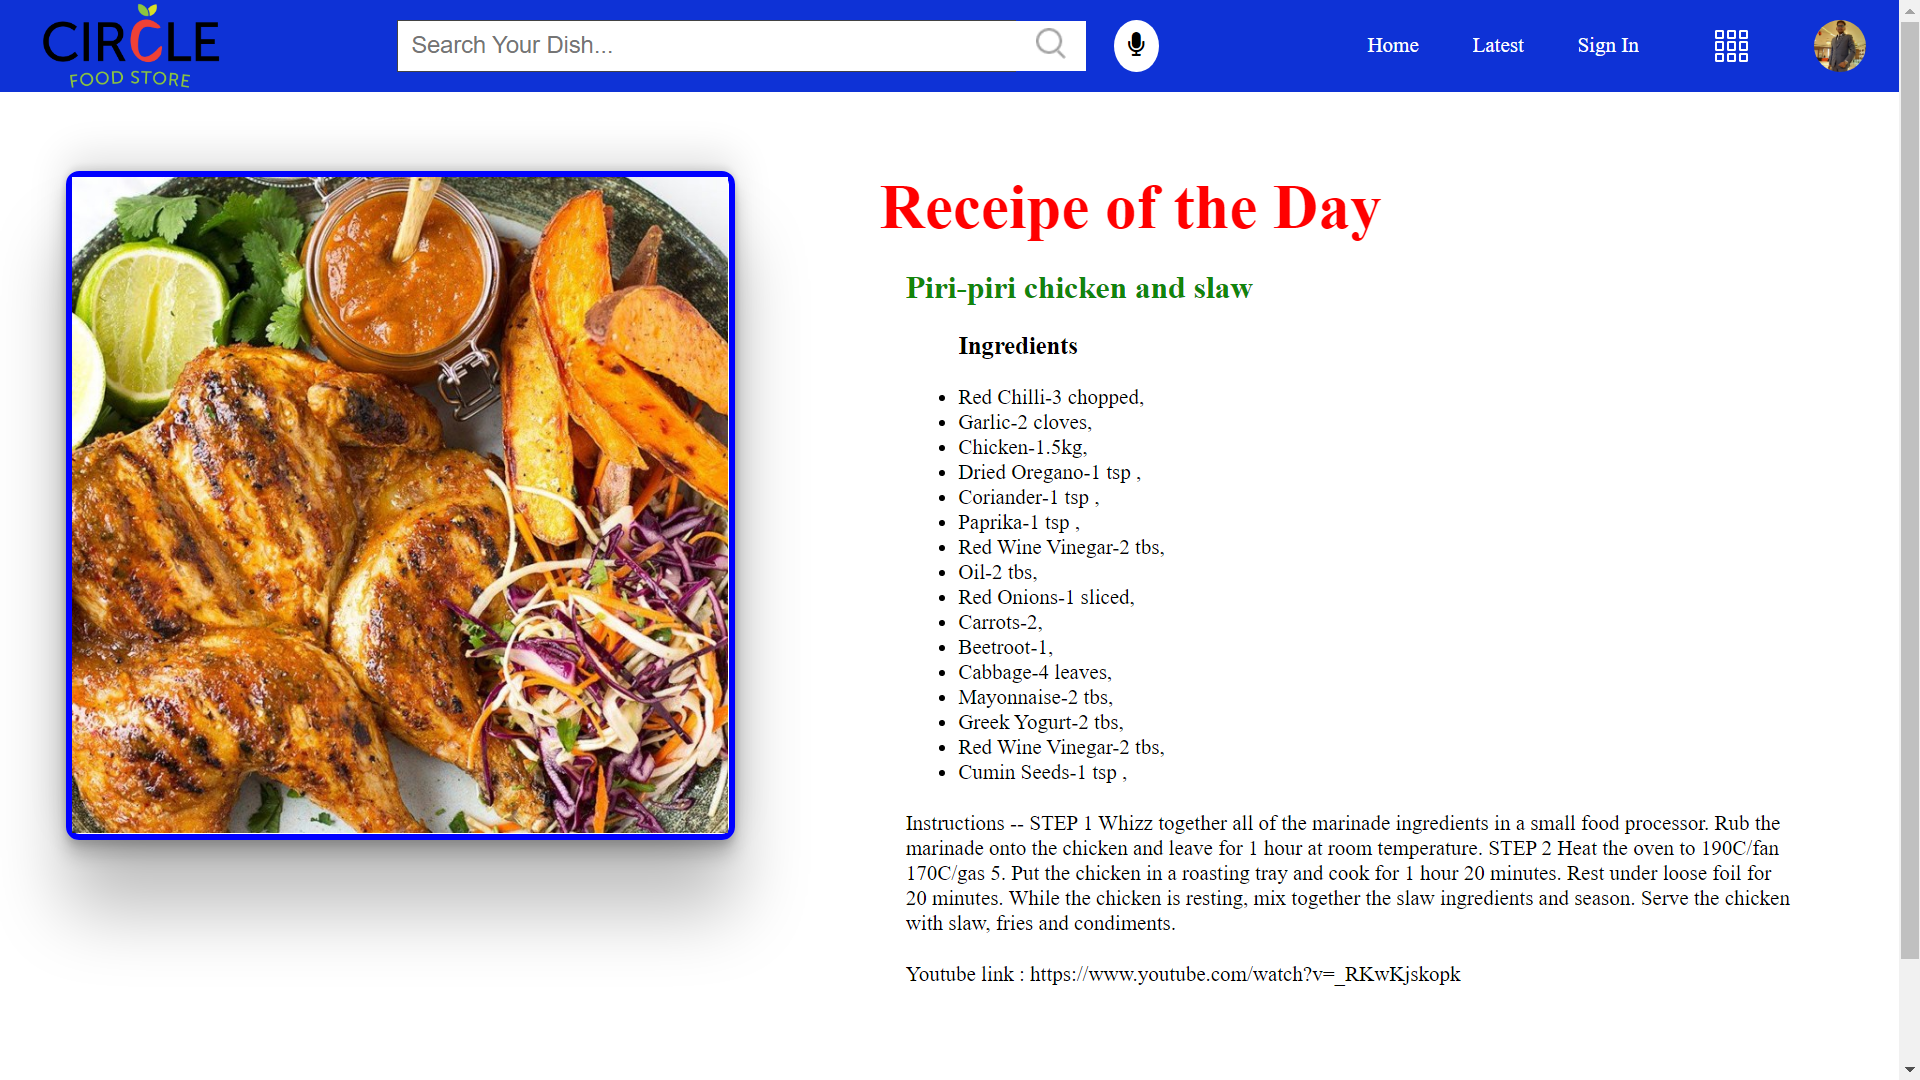 CIRCLE
FOOD STORE
Search Your Dish...
Home
Latest
Sign In
Receipe of the Day
Piri-piri chicken and slaw
Ingredients
Red Chilli-3 chopped,
Garlic-2 cloves,
Chicken-1.5kg,
Dried Oregano-1 tsp ,
Coriander-1 tsp ,
Paprika-1 tsp ,
Red Wine Vinegar-2 tbs,
Oil-2 tbs,
Red Onions-1 sliced,
Carrots-2,
Beetroot-1,
Cabbage-4 leaves,
Mayonnaise-2 tbs,
Greek Yogurt-2 tbs,
Red Wine Vinegar-2 tbs,
Cumin Seeds-1 tsp ,
Instructions -- STEP 1 Whizz together all of the marinade ingredients in a small food processor. Rub the
marinade onto the chicken and leave for 1 hour at room temperature. STEP 2 Heat the oven to 190C/fan
170C/gas 5. Put the chicken in a roasting tray and cook for 1 hour 20 minutes. Rest under loose foil for
20 minutes. While the chicken is resting, mix together the slaw ingredients and season. Serve the chicken
with slaw, fries and condiments.
Youtube link : https://www.youtube.com/watch?v=_RKwKjskopk